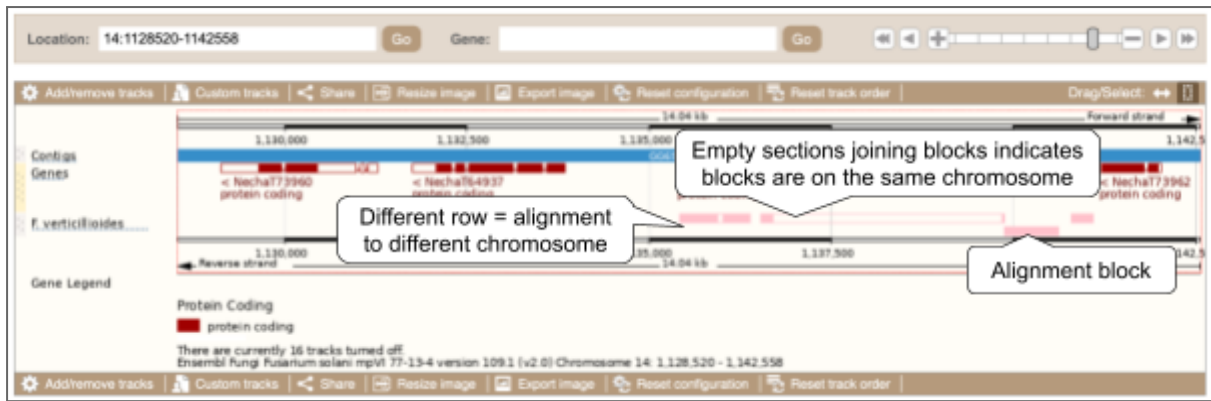 Location: 14:1128520-1142558 Go Gene: Go
Add/remove tracks Custom tracks Share Resize image Export image Reset configuration Reset track order Drag/Select:
14.04 kb Forward strand
1,130,000 1,132,500 1,135,000 1,142,5
Contigs
Genes
< NechaT73960 < NechaT64937 < NechaT73962
protein coding protein coding protein coding
Empty sections joining blocks indicates
blocks are on the same chromosome
Different row = alignment
to different chromosome
F. verticillioides
Alignment block
1,130,000 35,000 1,137,500 142,5
Reverse strand 14.04 kb
Gene Legend
Protein Coding
protein coding
There are currently 16 tracks turned off.
Ensembl Fungi Fusarium solani mpVI 77-13-4 version 109.1 (v2.0) Chromosome 14: 1,128,520 - 1,142,558
Add/remove tracks Custom tracks Share Resize image Export image Reset configuration Reset track order